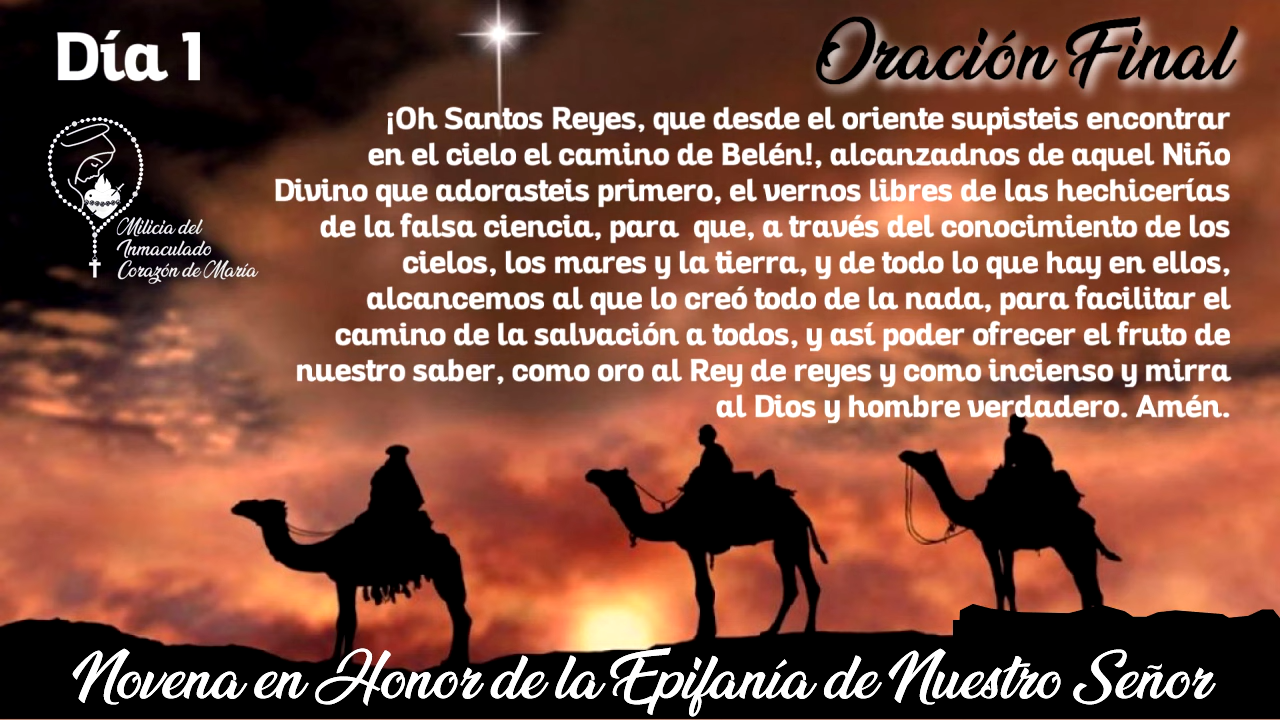 Día 1
Oración Final
¡Oh Santos Reyes, que desde el oriente supisteis encontrar
en el cielo el camino de Belén!, alcanzadnos de aquel Niño
Divino que adorasteis primero, el vernos libres de las hechicerías
de la falsa ciencia, para  que, a través del conocimiento de los
cielos, los mares y la tierra, y de todo lo que hay en ellos,
alcancemos al que lo creó todo de la nada, para facilitar el
camino de la salvación a todos, y así poder ofrecer el fruto de
nuestro saber, como oro al Rey de reyes y como incienso y mirra
al Dios y hombre verdadero. Amén.
Milicia del
Inmaculado
Corazón de María
Novena en Honor de la Epifanía de Nuestro Señor